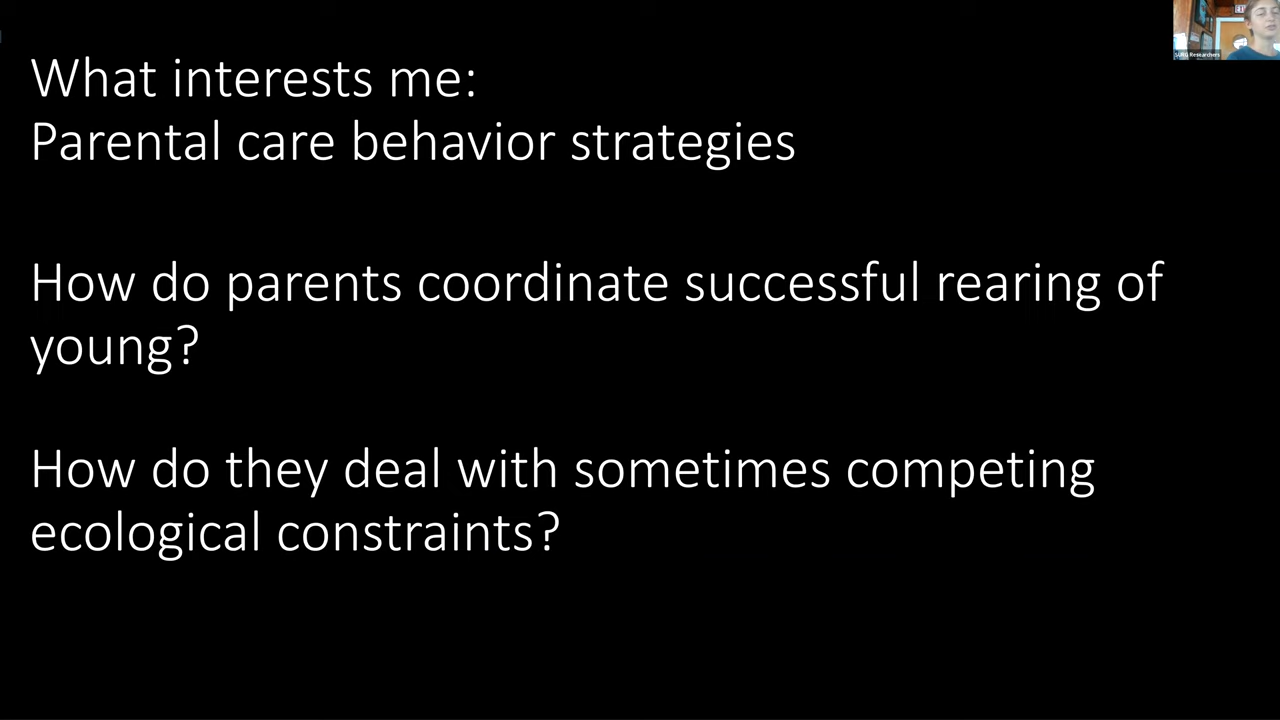 What interests me:
Parental care behavior strategies
How do parents coordinate successful rearing of
young?
How do they deal with sometimes competing
ecological constraints?
Researchers